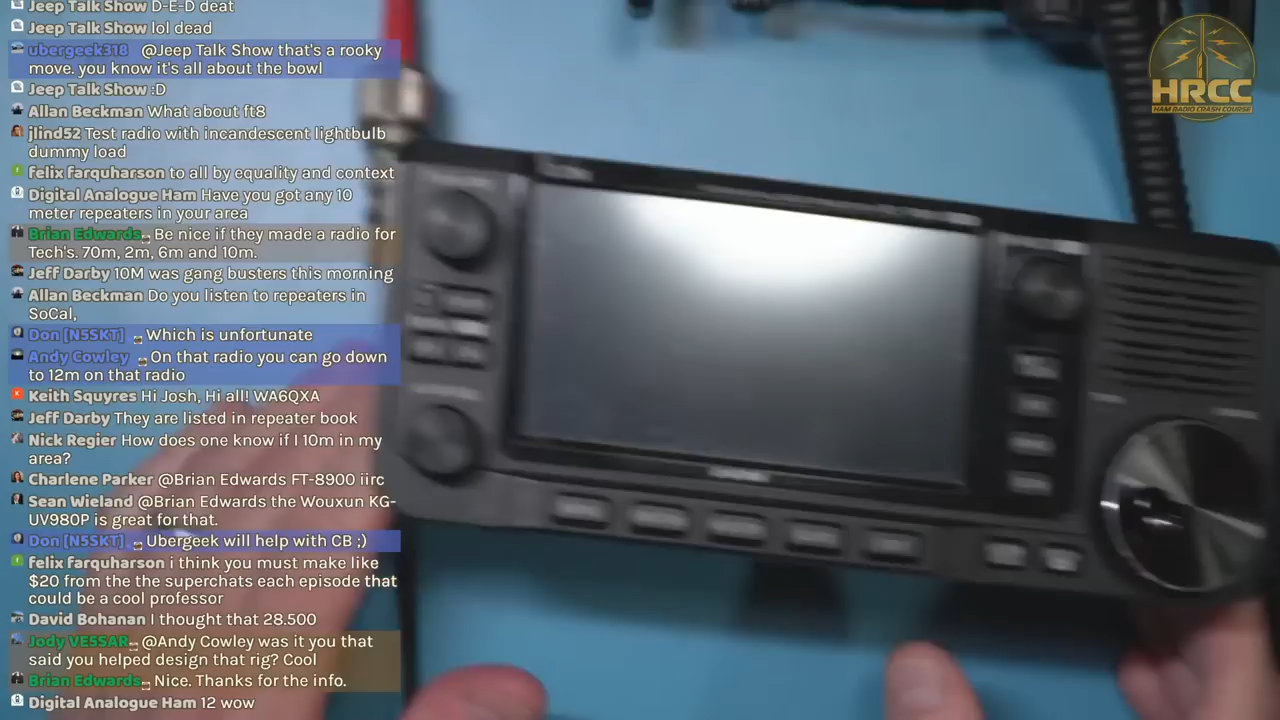 Jeep Talk Show D-E-D deat
Jeep Talk Show lol dead
ubergeek318 @Jeep Talk Show that's a rooky
move. you know it's all about the bowl
Jeep Talk Show :D
Allan Beckman What about ft8
jlind52 Test radio with incandescent lightbulb
dummy load
felix farquharson to all by equality and context
Digital Analogue Ham Have you got any 10
meter repeaters in your area
Brian Edwards Be nice if they made a radio for
Tech's. 70m, 2m, 6m and 10m.
Jeff Darby 10M was gang busters this morning
Allan Beckman Do you listen to repeaters in
SoCal,
Don [N5SKT] Which is unfortunate
Andy Cowley On that radio you can go down
to 12m on that radio
Keith Squyres Hi Josh, Hi all! WA6QXA
Jeff Darby They are listed in repeater book
Nick Regier How does one know if I 10m in my
area?
Charlene Parker @Brian Edwards FT-8900 iirc
Sean Wieland @Brian Edwards the Wouxun KG-
UV980P is great for that.
Don [N5SKT] Ubergeek will help with CB ;)
felix farquharson i think you must make like
$20 from the the superchats each episode that
could be a cool professor
David Bohanan I thought that 28.500
Jody VE5SAR @Andy Cowley was it you that
said you helped design that rig? Cool
Brian Edwards Nice. Thanks for the info.
Digital Analogue Ham 12 wow
HRCC
HAM RADIO CRASH COURSE